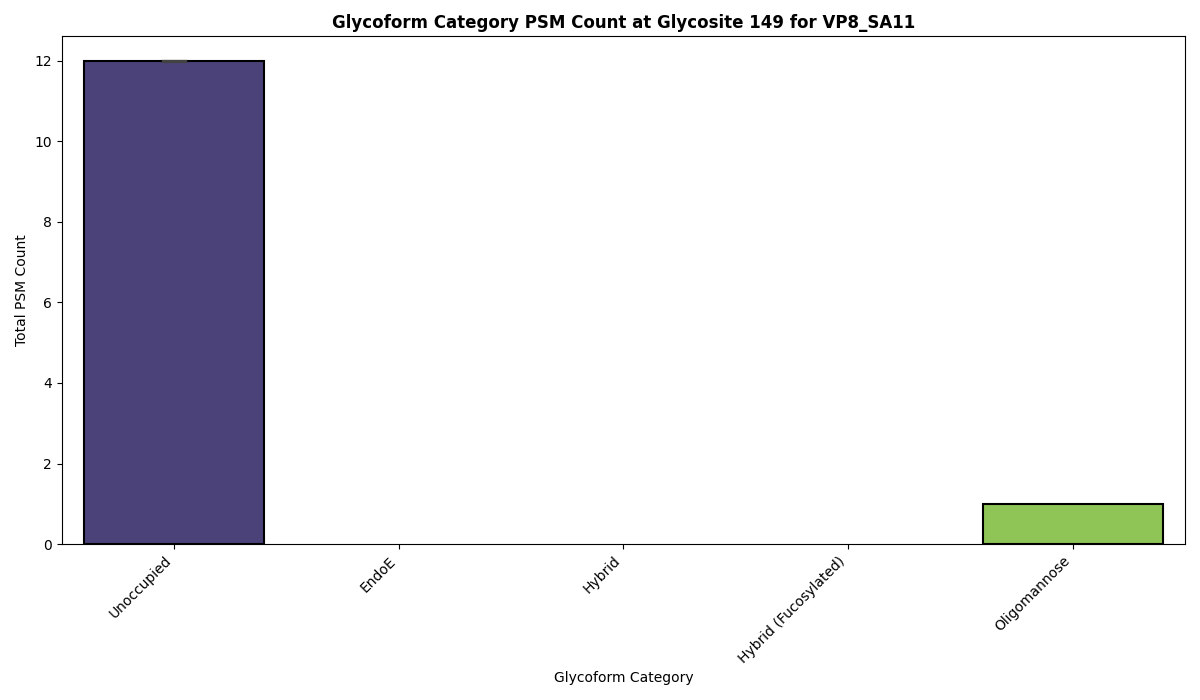 Glycoform Category PSM Count at Glycosite 149 for VP8_SA11
Total PSM Count
12
10
8
6
4
2
0
Unoccupied
EndoE
Hybrid
Hybrid (Fucosylated)
Oligomannose
Glycoform Category